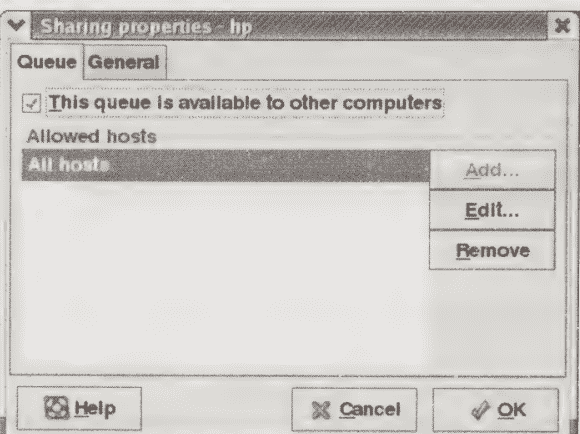 Sharing properties - hp
Queue General
This queue is available to other computers
Allowed hosts
All hosts
Add...
Edit...
Remove
Help Cancel OK